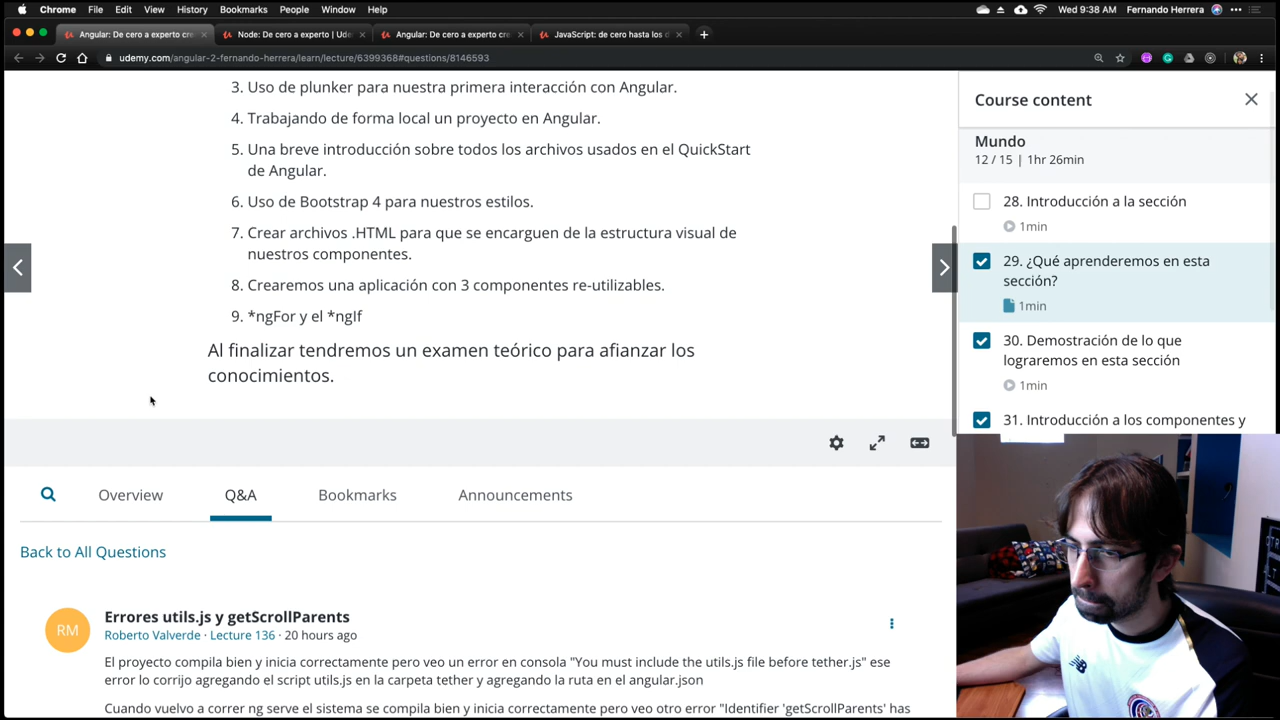 Chrome File Edit View History Bookmarks People Window Help Wed 9:38 AM Fernando Herrera
Angular: De cero a experto cre Node: De cero a experto | Ude Angular: De cero a experto cre JavaScript: de cero hasta los d
udemy.com/angular-2-fernando-herrera/learn/lecture/6399368#questions/8146593
3. Uso de plunker para nuestra primera interacción con Angular.
4. Trabajando de forma local un proyecto en Angular.
5. Una breve introducción sobre todos los archivos usados en el QuickStart
de Angular.
6. Uso de Bootstrap 4 para nuestros estilos.
7. Crear archivos .HTML para que se encarguen de la estructura visual de
nuestros componentes.
8. Crearemos una aplicación con 3 componentes re-utilizables.
9. *ngFor y el *ngIf
Al finalizar tendremos un examen teórico para afianzar los
conocimientos.
Overview Q&A Bookmarks Announcements
Back to All Questions
RM
Errores utils.js y getScrollParents
Roberto Valverde · Lecture 136 · 20 hours ago
El proyecto compila bien y inicia correctamente pero veo un error en consola "You must include the utils.js file before tether.js" ese
error lo corrijo agregando el script utils.js en la carpeta tether y agregando la ruta en el angular.json
Cuando vuelvo a correr ng serve el sistema se compila bien y inicia correctamente pero veo otro error "Identifier 'getScrollParents' has
Course content
Mundo
12 / 15 | 1hr 26min
28. Introducción a la sección
1min
29. ¿Qué aprenderemos en esta
sección?
1min
30. Demostración de lo que
lograremos en esta sección
1min
31. Introducción a los componentes y